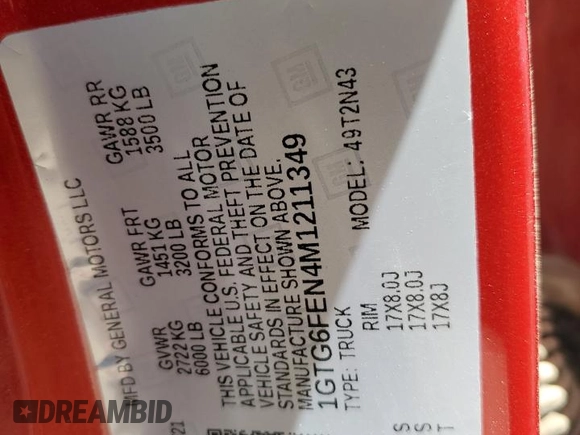 MFD BY GENERAL MOTORS LLC
GVWR GAWR FRT GAWR RR
2722 KG 1451 KG 1588 KG
6000 LB 3200 LB 3500 LB
THIS VEHICLE CONFORMS TO ALL
APPLICABLE U.S. FEDERAL MOTOR
VEHICLE SAFETY AND THEFT PREVENTION
STANDARDS IN EFFECT ON THE DATE OF
MANUFACTURE SHOWN ABOVE.
1GTG6FEN4M1211349
TYPE: TRUCK MODEL: 49T2N43
RIM
17X8.0J
17X8.0J
17X8J
21
S
S
T
GM
DREAMBID